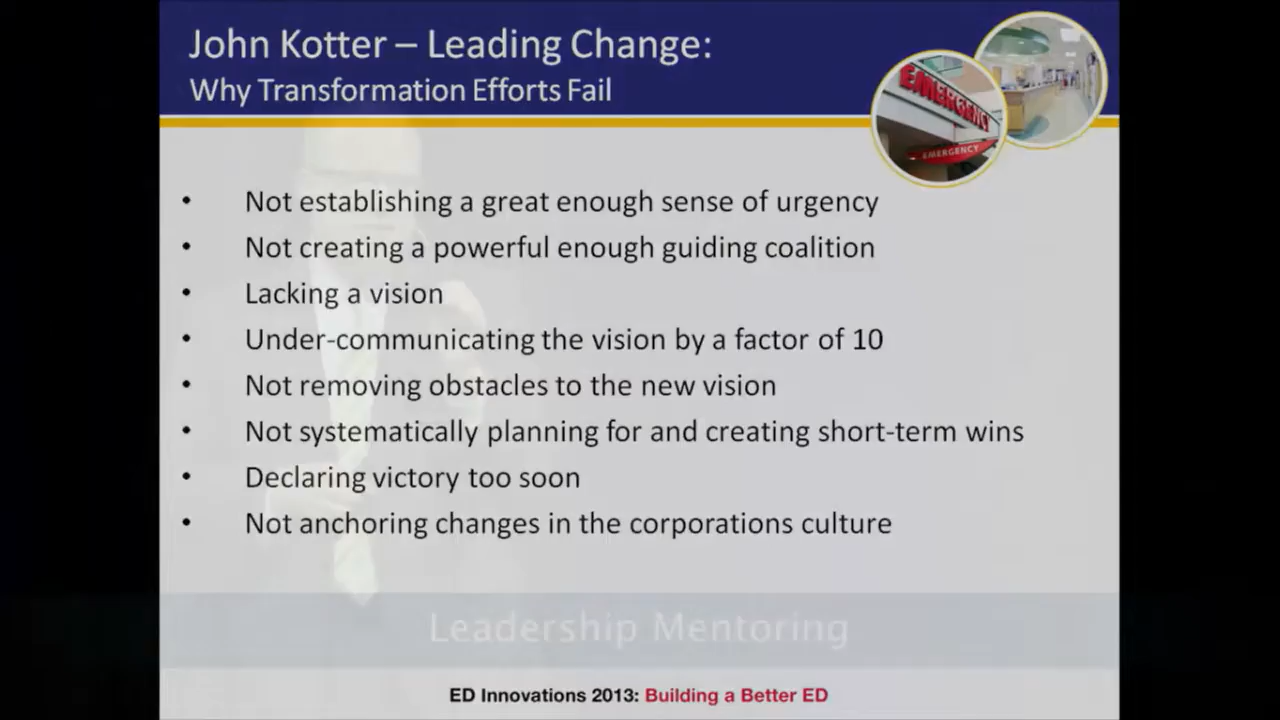 John Kotter – Leading Change:
Why Transformation Efforts Fail
EMERGENCY
EMERGENCY
• Not establishing a great enough sense of urgency
• Not creating a powerful enough guiding coalition
• Lacking a vision
• Under-communicating the vision by a factor of 10
• Not removing obstacles to the new vision
• Not systematically planning for and creating short-term wins
• Declaring victory too soon
• Not anchoring changes in the corporations culture
Leadership Mentoring
ED Innovations 2013: Building a Better ED